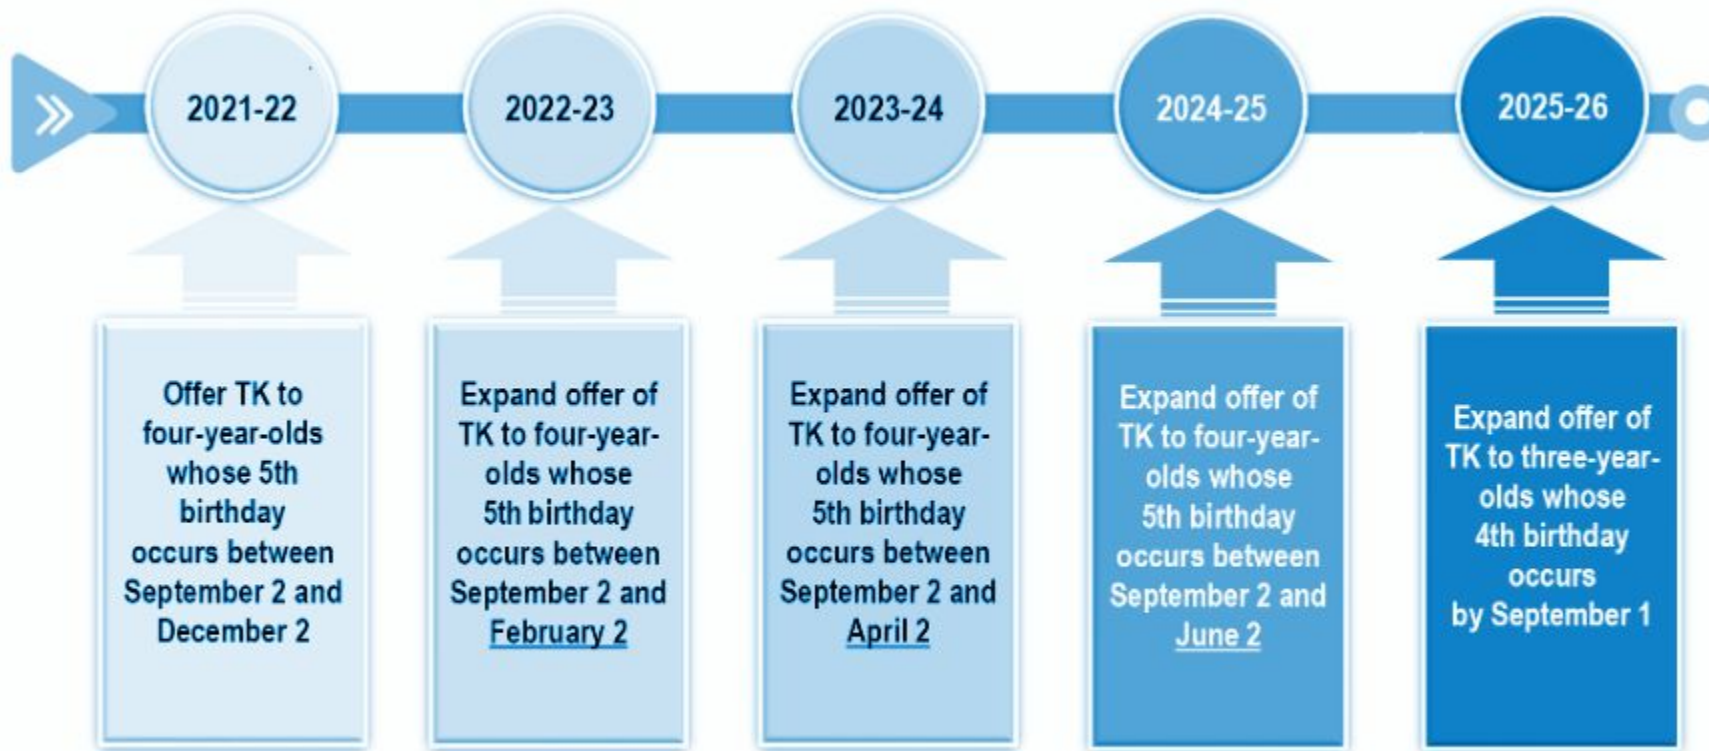 2021-22
2022-23
2023-24
2024-25
2025-26
Offer TK to
four-year-olds
whose 5th
birthday
occurs between
September 2 and
December 2
Expand offer of
TK to four-year-
olds whose
5th birthday
occurs between
September 2 and
February 2
Expand offer of
TK to four-year-
olds whose
5th birthday
occurs between
September 2 and
April 2
Expand offer of
TK to four-year-
olds whose
5th birthday
occurs between
September 2 and
June 2
Expand offer of
TK to three-year-
olds whose
4th birthday
occurs
by September 1